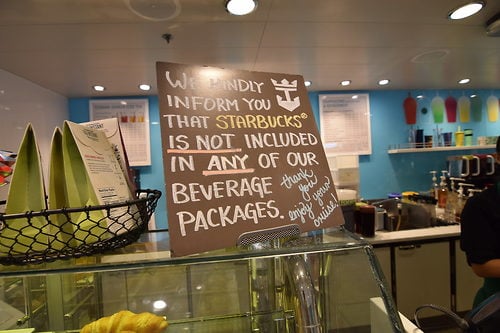 WE KINDLY
INFORM YOU
THAT STARBUCKS®
IS NOT INCLUDED
IN ANY OF OUR
BEVERAGE
PACKAGES.
thank
you
enjoy your
cruise!